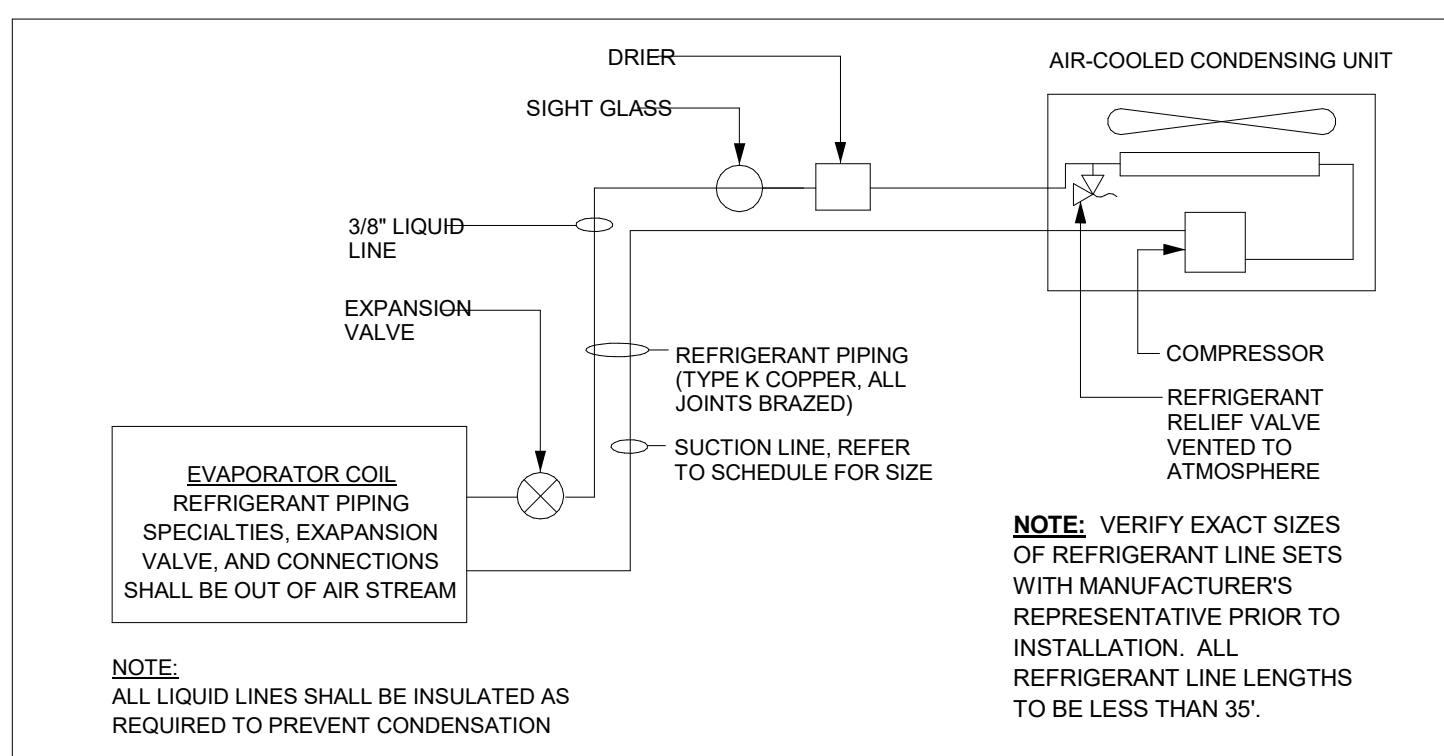 DRIER
AIR-COOLED CONDENSING UNIT
SIGHT GLASS
3/8" LIQUID
LINE
EXPANSION
VALVE
REFRIGERANT PIPING
(TYPE K COPPER, ALL
JOINTS BRAZED)
SUCTION LINE, REFER
TO SCHEDULE FOR SIZE
COMPRESSOR
REFRIGERANT
RELIEF VALVE
VENTED TO
ATMOSPHERE
EVAPORATOR COIL
REFRIGERANT PIPING
SPECIALTIES, EXAPANSION
VALVE, AND CONNECTIONS
SHALL BE OUT OF AIR STREAM
NOTE: VERIFY EXACT SIZES
OF REFRIGERANT LINE SETS
WITH MANUFACTURER'S
REPRESENTATIVE PRIOR TO
INSTALLATION. ALL
REFRIGERANT LINE LENGTHS
TO BE LESS THAN 35'.
NOTE:
ALL LIQUID LINES SHALL BE INSULATED AS
REQUIRED TO PREVENT CONDENSATION